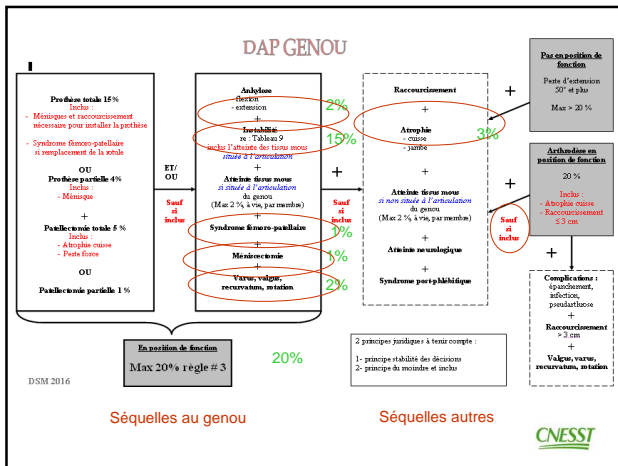 DAP GENOU
Prothèse totale 15%
Inclus :
- Ménisques et raccourcissement
nécessaire pour installer la prothèse
- Syndrome fémoro-patellaire
si remplacement de la rotule
OU
Prothèse partielle 4%
Inclus :
- Ménisque
+
Patellectomie totale 5 %
Inclus :
- Atrophie cuisse
- Perte force
OU
Patellectomie partielle 1 %
ET/
OU
Sauf
si
inclus
Ankylose
- flexion
- extension
2%
+
Instabilité
re : Tableau 9
inclus l'atteinte des tissus mous
située à l'articulation
15%
+
Atteinte tissus mous
si située à l'articulation
du genou
(Max 2 %, à vie, par membre)
+
Syndrome fémoro-patellaire
1%
+
Méniscectomie
1%
+
Varus, valgus,
recurvatum, rotation
2%
+
Sauf
si
inclus
Raccourcissement
+
Atrophie
- cuisse
- jambe
3%
+
Atteinte tissus mous
si non située à l'articulation
du genou
(Max 2 %, à vie, par membre)
+
Atteinte neurologique
+
Syndrome post-phlébitique
+
Pas en position de
fonction
Perte d'extension
50° et plus
Max > 20 %
+
Sauf
si
inclus
Arthrodèse en
position de fonction
20 %
Inclus :
- Atrophie cuisse
- Raccourcissement
≤ 3 cm
+
Complications :
épanchement,
infection,
pseudarthrose
+
Raccourcissement
> 3 cm
+
Valgus, varus,
recurvatum, rotation
En position de fonction
Max 20% règle # 3
20%
2 principes juridiques à tenir compte :
1- principe stabilité des décisions
2- principe du moindre et inclus
DSM 2016
Séquelles au genou
Séquelles autres
CNESST